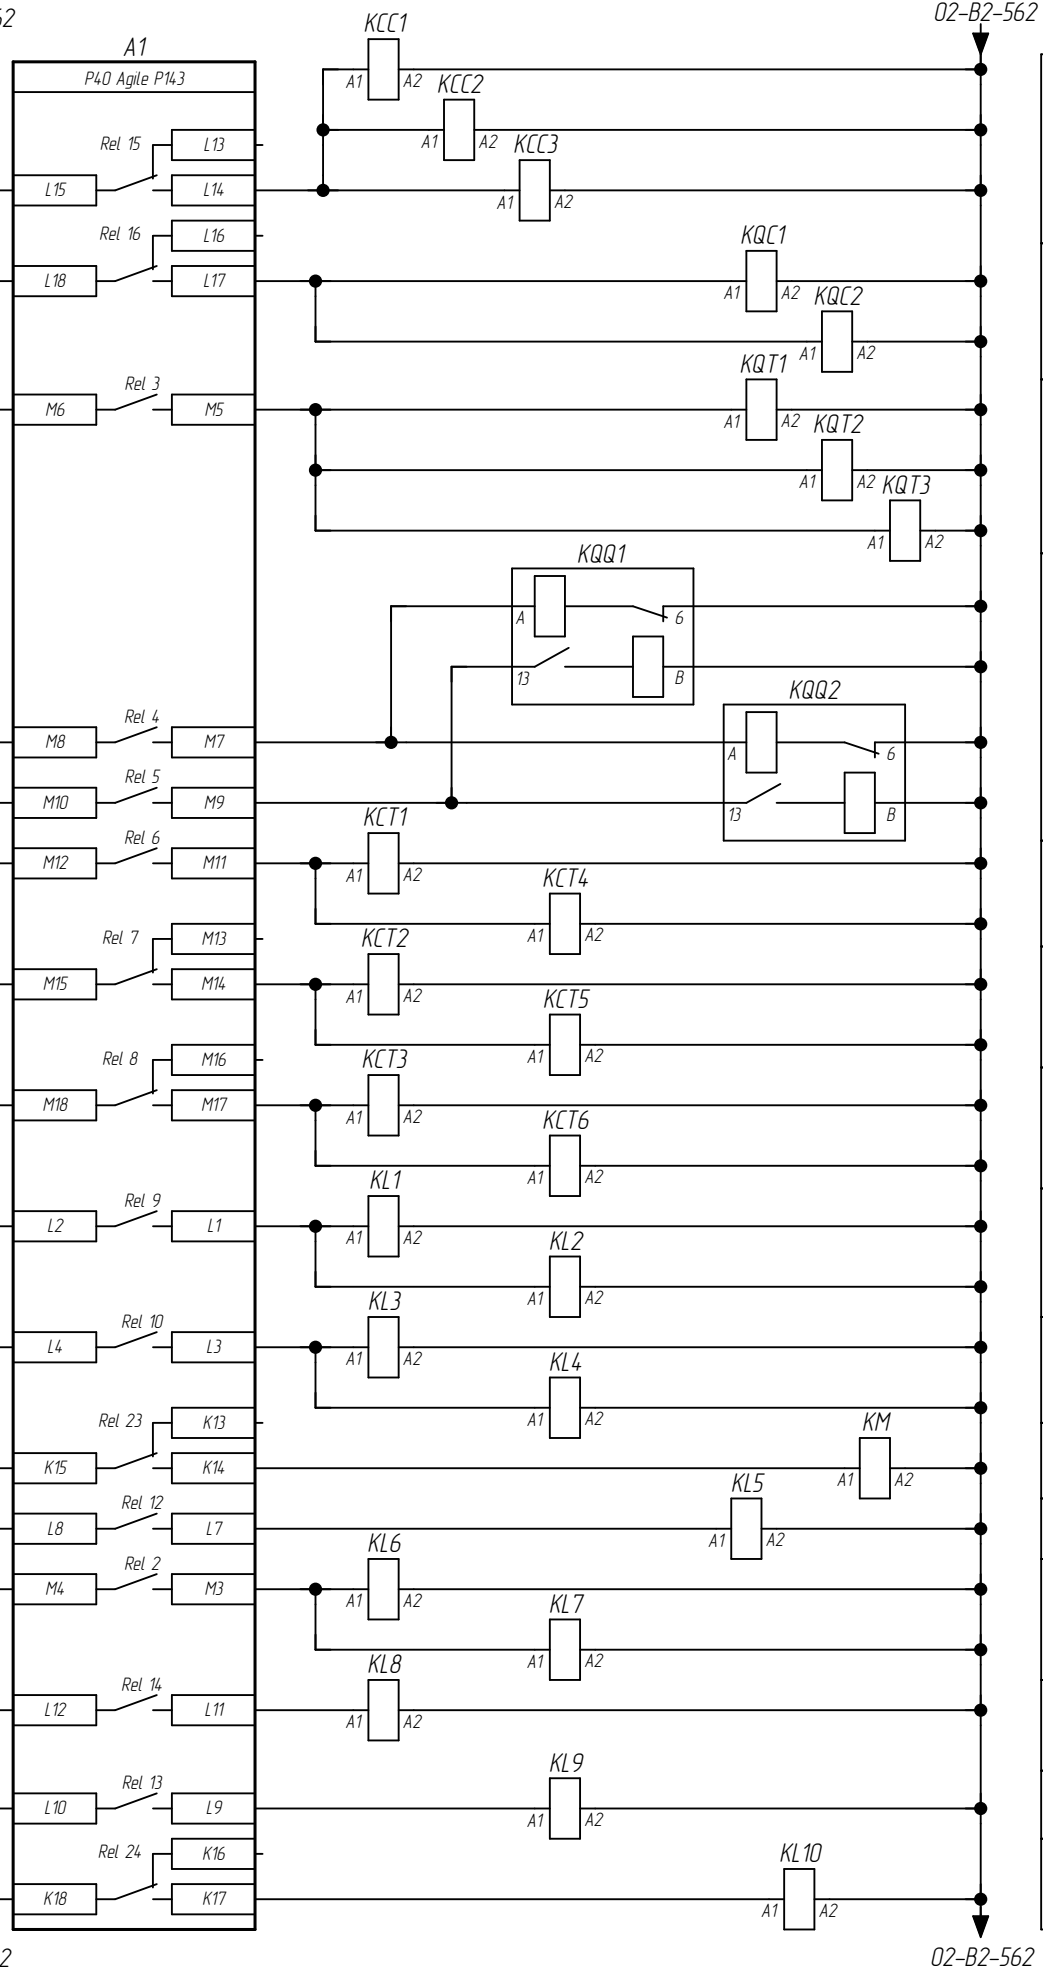 62
02-B2-562
KCC1
A1
P40 Agile P143
A1 A2
KCC2
Rel 15 L13
A1 A2
KCC3
L15 L14
A1 A2
Rel 16 L16
KQC1
L18 L17
A1 A2
KQC2
A1 A2
KQT1
Rel 3
M6 M5
A1 A2
KQT2
A1 A2
KQT3
A1 A2
KQQ1
A 6
13 B
KQQ2
Rel 4
M8 M7
A 6
Rel 5
M10 M9
13 B
KCT1
Rel 6
M12 M11
A1 A2
KCT4
A1 A2
KCT2
Rel 7 M13
M15 M14
A1 A2
KCT5
A1 A2
KCT3
Rel 8 M16
M18 M17
A1 A2
KCT6
A1 A2
KL1
Rel 9
L2 L1
A1 A2
KL2
A1 A2
KL3
Rel 10
L4 L3
A1 A2
KL4
A1 A2
Rel 23 K13
KM
K15 K14
A1 A2
KL5
Rel 12
L8 L7
A1 A2
KL6
Rel 2
M4 M3
A1 A2
KL7
A1 A2
KL8
Rel 14
L12 L11
A1 A2
KL9
Rel 13
L10 L9
A1 A2
Rel 24 K16
KL10
K18 K17
A1 A2
2
02-B2-562